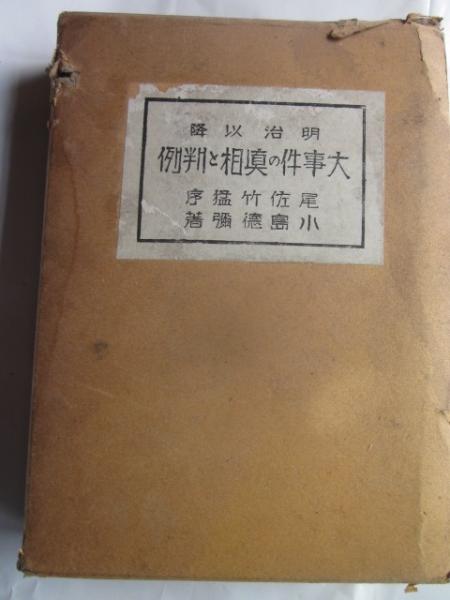 明治以降
大事件の眞相と判例
尾佐竹猛序
小島德彌著